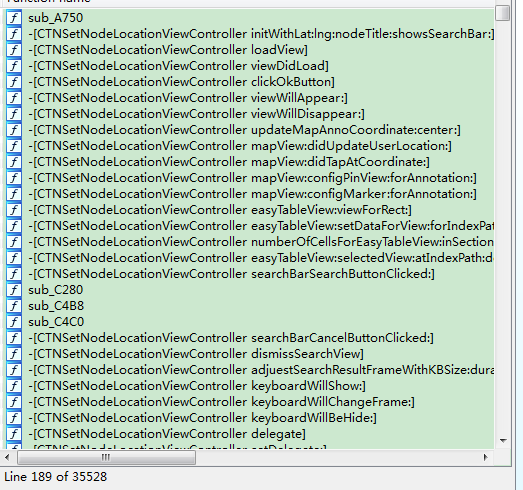 Function name
sub_A750
-[CTNSetNodeLocationViewController initWithLat:lng:nodeTitle:showsSearchBar:]
-[CTNSetNodeLocationViewController loadView]
-[CTNSetNodeLocationViewController viewDidLoad]
-[CTNSetNodeLocationViewController clickOkButton]
-[CTNSetNodeLocationViewController viewWillAppear:]
-[CTNSetNodeLocationViewController viewWillDisappear:]
-[CTNSetNodeLocationViewController updateMapAnnoCoordinate:center:]
-[CTNSetNodeLocationViewController mapView:didUpdateUserLocation:]
-[CTNSetNodeLocationViewController mapView:didTapAtCoordinate:]
-[CTNSetNodeLocationViewController mapView:configPinView:forAnnotation:]
-[CTNSetNodeLocationViewController mapView:configMarker:forAnnotation:]
-[CTNSetNodeLocationViewController easyTableView:viewForRect:]
-[CTNSetNodeLocationViewController easyTableView:setDataForView:forIndexPat
-[CTNSetNodeLocationViewController numberOfCellsForEasyTableView:inSection
-[CTNSetNodeLocationViewController easyTableView:selectedView:atIndexPath:d
-[CTNSetNodeLocationViewController searchBarSearchButtonClicked:]
sub_C280
sub_C4B8
sub_C4C0
-[CTNSetNodeLocationViewController searchBarCancelButtonClicked:]
-[CTNSetNodeLocationViewController dismissSearchView]
-[CTNSetNodeLocationViewController adjuestSearchResultFrameWithKBSize:dura
-[CTNSetNodeLocationViewController keyboardWillShow:]
-[CTNSetNodeLocationViewController keyboardWillChangeFrame:]
-[CTNSetNodeLocationViewController keyboardWillBeHide:]
-[CTNSetNodeLocationViewController delegate]
-[CTNSetNodeLocationViewController setDelegate:]
Line 189 of 35528